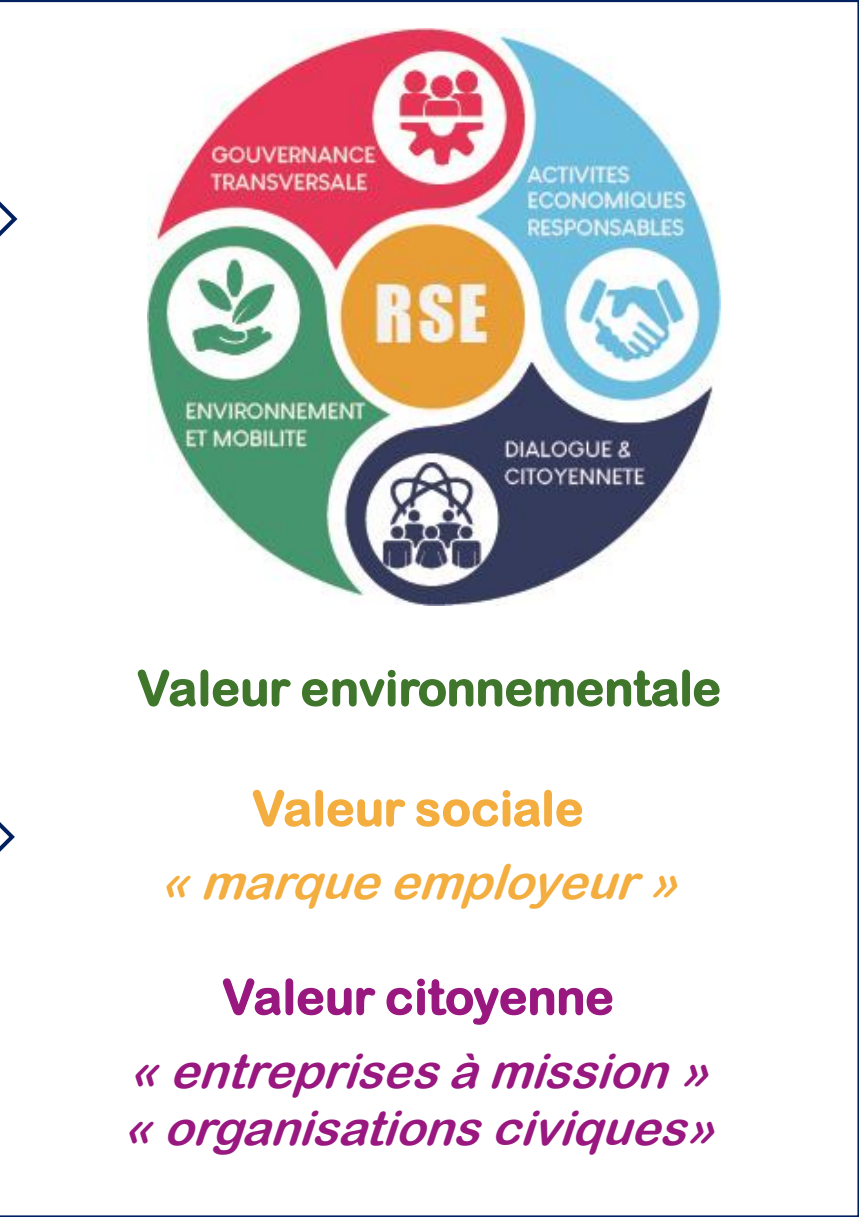 GOUVERNANCE
TRANSVERSALE
ACTIVITES
ECONOMIQUES
RESPONSABLES
RSE
ENVIRONNEMENT
ET MOBILITE
DIALOGUE &
CITOYENNETE
Valeur environnementale
Valeur sociale
« marque employeur »
Valeur citoyenne
« entreprises à mission »
« organisations civiques»